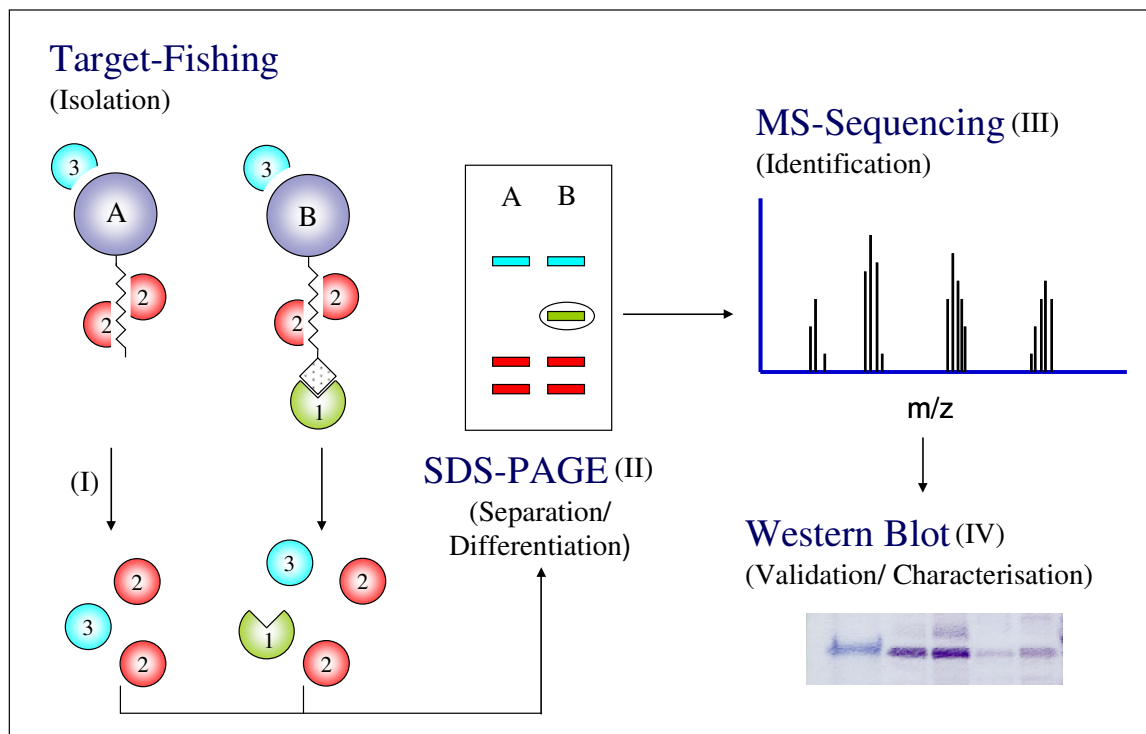 Target-Fishing
(Isolation)
3
A
2
2
3
B
2
2
1
(I)
3
2
2
3
2
1
2
A B
SDS-PAGE (II)
(Separation/
Differentiation)
MS-Sequencing (III)
(Identification)
m/z
Western Blot (IV)
(Validation/ Characterisation)